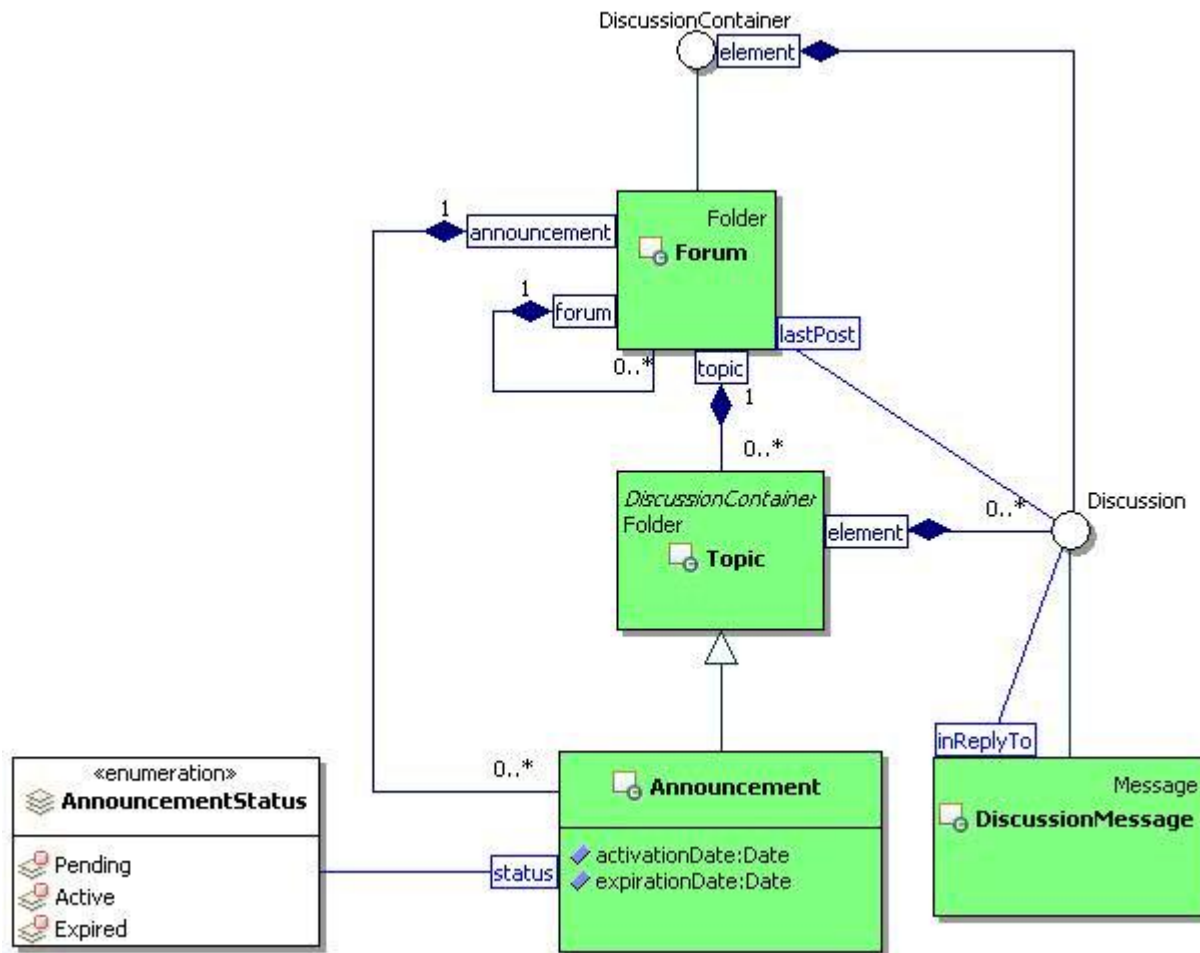 DiscussionContainer
element
1
announcement
Folder
Forum
1
forum
lastPost
0..*
topic
1
0..*
DiscussionContainer
Folder
Topic
element
0..*
Discussion
inReplyTo
«enumeration»
AnnouncementStatus
Pending
Active
Expired
0..*
Announcement
status
activationDate:Date
expirationDate:Date
Message
DiscussionMessage